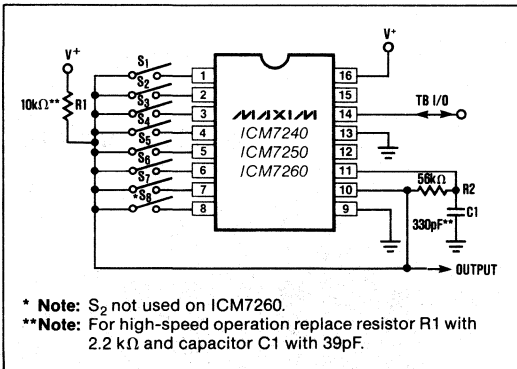 V+
V+
10kΩ** R1
S1
S2
S3
S4
S5
S6
S7
*S8
1
2
3
4
5
6
7
8
MAXIM
ICM7240
ICM7250
ICM7260
16
15
14
13
12
11
10
9
TB I/O
56kΩ
R2
C1
330pF**
OUTPUT
* Note: S2 not used on ICM7260.
**Note: For high-speed operation replace resistor R1 with
2.2 kΩ and capacitor C1 with 39pF.